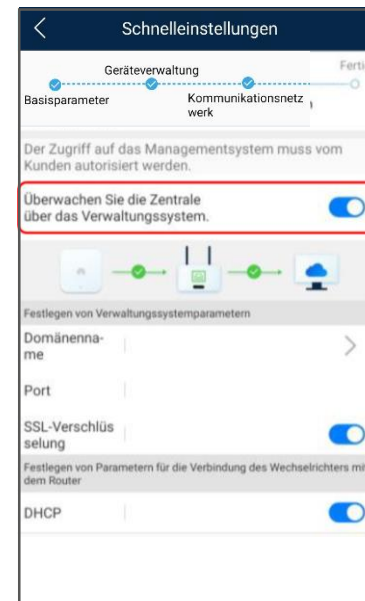 Schnelleinstellungen
Geräteverwaltung
Ferti
Basisparameter
Kommunikationsnetz
werk
Der Zugriff auf das Managementsystem muss vom
Kunden autorisiert werden.
Überwachen Sie die Zentrale
über das Verwaltungssystem.
Festlegen von Verwaltungssystemparametern
Domänenna-
me
Port
SSL-Verschlüs
selung
Festlegen von Parametern für die Verbindung des Wechselrichters mit
dem Router
DHCP